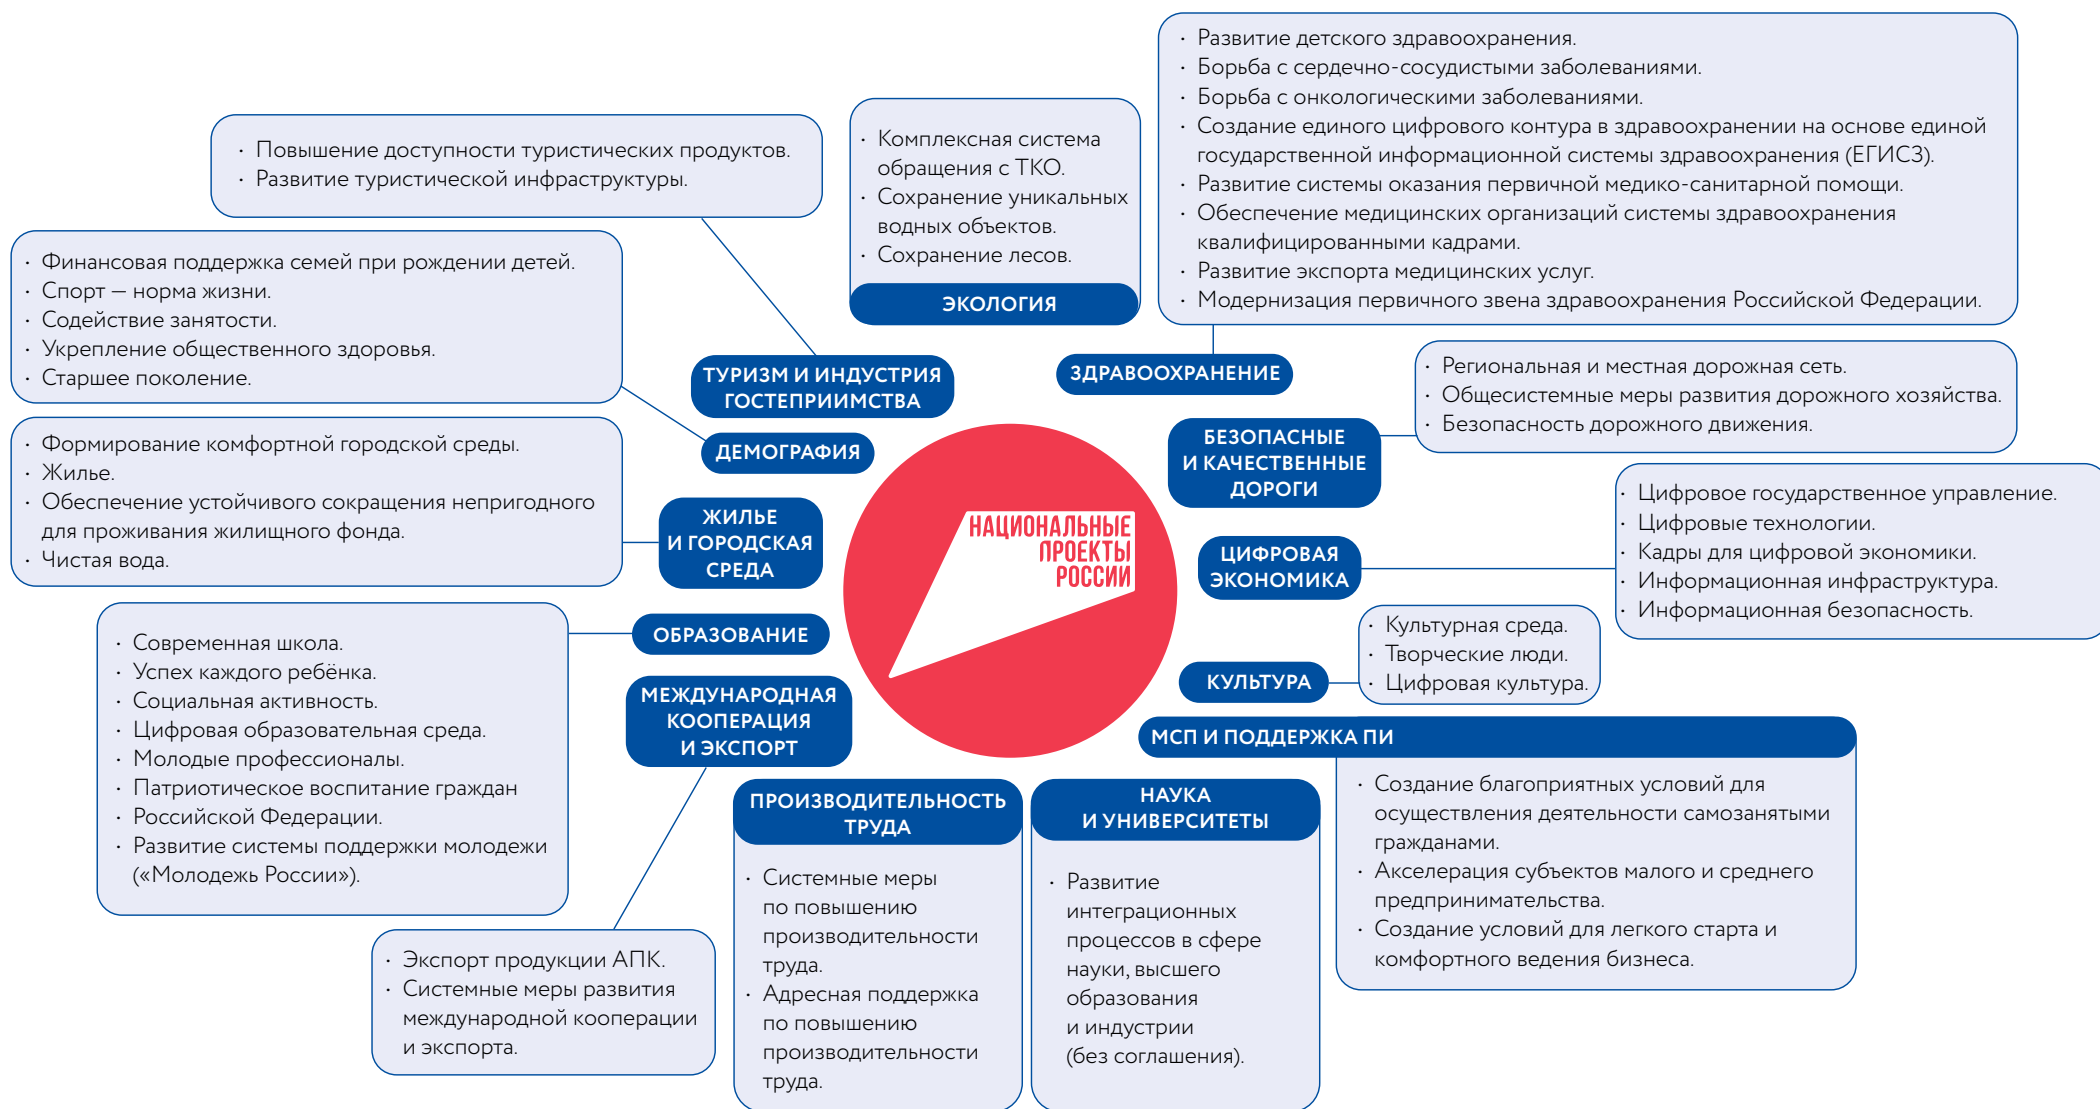 · Повышение доступности туристических продуктов.
· Развитие туристической инфраструктуры.
ТУРИЗМ И ИНДУСТРИЯ
ГОСТЕПРИИМСТВА
· Комплексная система
обращения с ТКО.
· Сохранение уникальных
водных объектов.
· Сохранение лесов.
ЭКОЛОГИЯ
· Развитие детского здравоохранения.
· Борьба с сердечно-сосудистыми заболеваниями.
· Борьба с онкологическими заболеваниями.
· Создание единого цифрового контура в здравоохранении на основе единой
государственной информационной системы здравоохранения (ЕГИСЗ).
· Развитие системы оказания первичной медико-санитарной помощи.
· Обеспечение медицинских организаций системы здравоохранения
квалифицированными кадрами.
· Развитие экспорта медицинских услуг.
· Модернизация первичного звена здравоохранения Российской Федерации.
ЗДРАВООХРАНЕНИЕ
· Финансовая поддержка семей при рождении детей.
· Спорт — норма жизни.
· Содействие занятости.
· Укрепление общественного здоровья.
· Старшее поколение.
ДЕМОГРАФИЯ
· Региональная и местная дорожная сеть.
· Общесистемные меры развития дорожного хозяйства.
· Безопасность дорожного движения.
БЕЗОПАСНЫЕ
И КАЧЕСТВЕННЫЕ
ДОРОГИ
· Формирование комфортной городской среды.
· Жилье.
· Обеспечение устойчивого сокращения непригодного
для проживания жилищного фонда.
· Чистая вода.
ЖИЛЬЕ
И ГОРОДСКАЯ
СРЕДА
НАЦИОНАЛЬНЫЕ
ПРОЕКТЫ
РОССИИ
ЦИФРОВАЯ
ЭКОНОМИКА
· Цифровое государственное управление.
· Цифровые технологии.
· Кадры для цифровой экономики.
· Информационная инфраструктура.
· Информационная безопасность.
· Современная школа.
· Успех каждого ребёнка.
· Социальная активность.
· Цифровая образовательная среда.
· Молодые профессионалы.
· Патриотическое воспитание граждан
· Российской Федерации.
· Развитие системы поддержки молодежи
(«Молодежь России»).
ОБРАЗОВАНИЕ
КУЛЬТУРА
· Культурная среда.
· Творческие люди.
· Цифровая культура.
МЕЖДУНАРОДНАЯ
КООПЕРАЦИЯ
И ЭКСПОРТ
· Экспорт продукции АПК.
· Системные меры развития
международной кооперации
и экспорта.
ПРОИЗВОДИТЕЛЬНОСТЬ
ТРУДА
· Системные меры
по повышению
производительности
труда.
· Адресная поддержка
по повышению
производительности
труда.
НАУКА
И УНИВЕРСИТЕТЫ
· Развитие
интеграционных
процессов в сфере
науки, высшего
образования
и индустрии
(без соглашения).
МСП И ПОДДЕРЖКА ПИ
· Создание благоприятных условий для
осуществления деятельности самозанятыми
гражданами.
· Акселерация субъектов малого и среднего
предпринимательства.
· Создание условий для легкого старта и
комфортного ведения бизнеса.